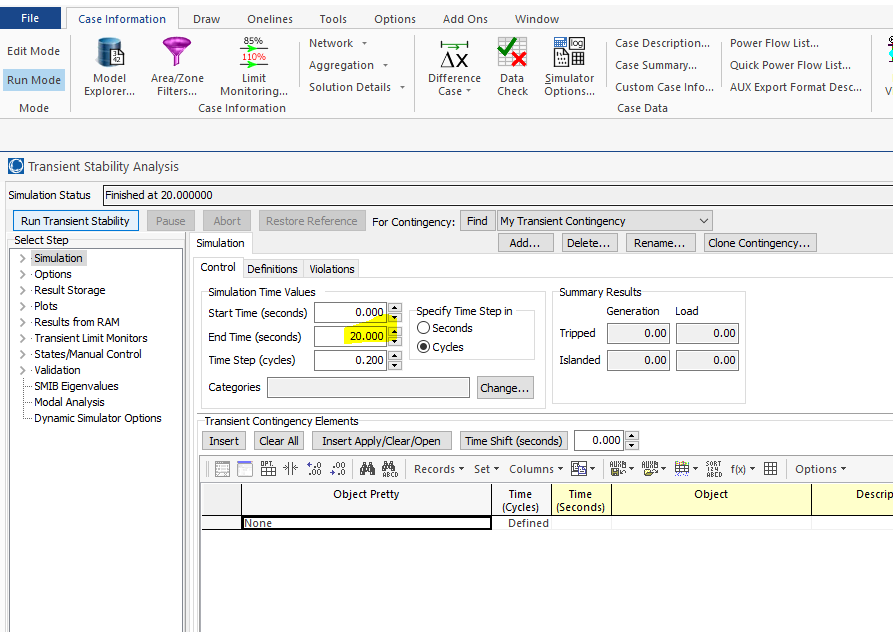 File Case Information Draw Onelines Tools Options Add Ons Window
Edit Mode
Run Mode
Mode
Model Explorer...
Area/Zone Filters...
85%
110%
Limit Monitoring...
Network
Aggregation
Solution Details
Case Information
ΔX
Difference Case
Data Check
log
Simulator Options...
Case Description...
Case Summary...
Custom Case Info...
Power Flow List...
Quick Power Flow List...
AUX Export Format Desc...
Case Data
Transient Stability Analysis
Simulation Status Finished at 20.000000
Run Transient Stability Pause Abort Restore Reference For Contingency: Find My Transient Contingency
Select Step
Simulation
Options
Result Storage
Plots
Results from RAM
Transient Limit Monitors
States/Manual Control
Validation
SMIB Eigenvalues
Modal Analysis
Dynamic Simulator Options
Simulation
Add... Delete... Rename... Clone Contingency...
Control Definitions Violations
Simulation Time Values
Start Time (seconds) 0.000
End Time (seconds) 20.000
Time Step (cycles) 0.200
Specify Time Step in
Seconds
Cycles
Categories Change...
Summary Results
Generation Load
Tripped 0.00 0.00
Islanded 0.00 0.00
Transient Contingency Elements
Insert Clear All Insert Apply/Clear/Open Time Shift (seconds) 0.000
Records Set Columns f(x) Options
Object Pretty Time (Cycles) Time (Seconds) Object Descrip
None Defined